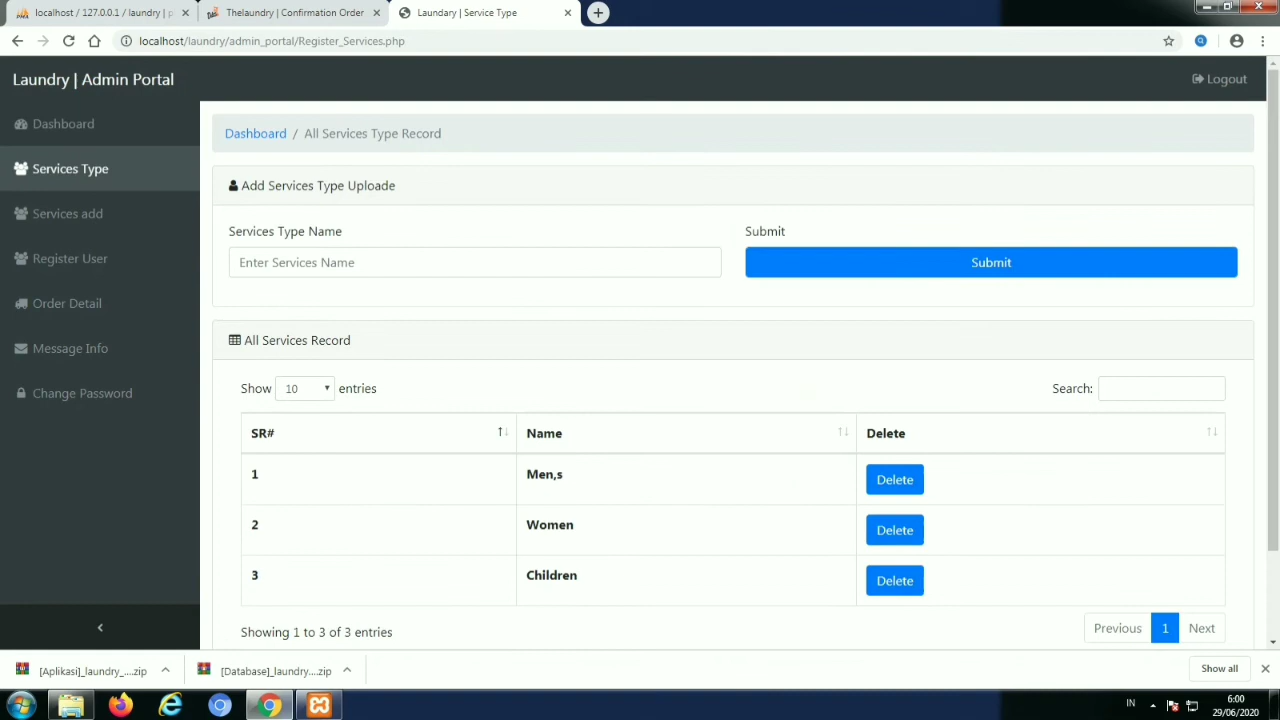 localhost / 127.0.0.1 / laundry | p
Thelaundry | Confirmation Order
Laundary | Service Type
localhost/laundry/admin_portal/Register_Services.php
Laundry | Admin Portal
Logout
Dashboard
Services Type
Services add
Register User
Order Detail
Message Info
Change Password
Dashboard / All Services Type Record
Add Services Type Uploade
Services Type Name
Submit
Enter Services Name
Submit
All Services Record
Show 10 entries
Search:
SR# Name Delete
1 Men,s Delete
2 Women Delete
3 Children Delete
Showing 1 to 3 of 3 entries
Previous 1 Next
[Aplikasi]_laundry_....zip
[Database]_laundry....zip
Show all
IN
6:00
29/06/2020